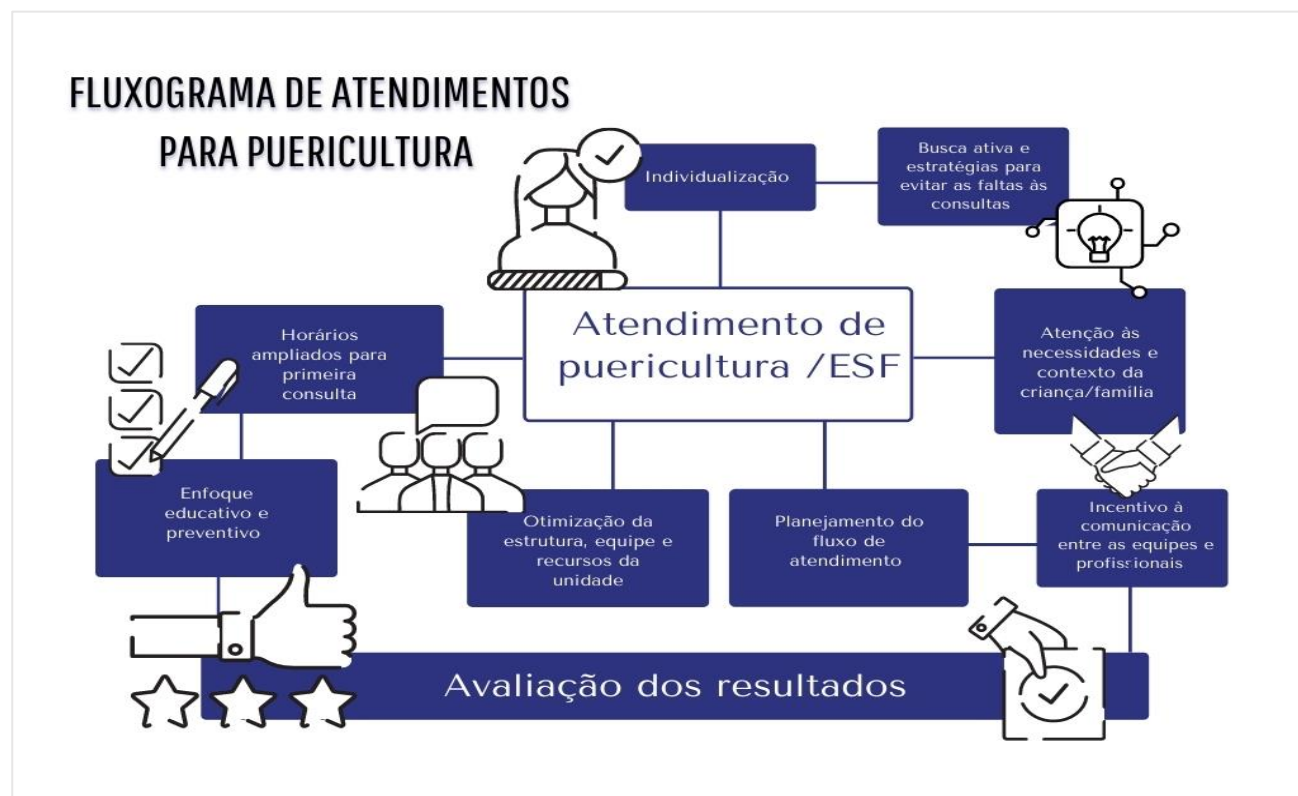 FLUXOGRAMA DE ATENDIMENTOS
PARA PUERICULTURA
Individualização
Busca ativa e
estratégias para
evitar as faltas às
consultas
Horários
ampliados para
primeira
consulta
Atendimento de
puericultura /ESF
Atenção às
necessidades e
contexto da
criança/família
Enfoque
educativo e
preventivo
Otimização da
estrutura, equipe e
recursos da
unidade
Planejamento do
fluxo de
atendimento
Incentivo à
comunicação
entre as equipes e
profissionais
Avaliação dos resultados